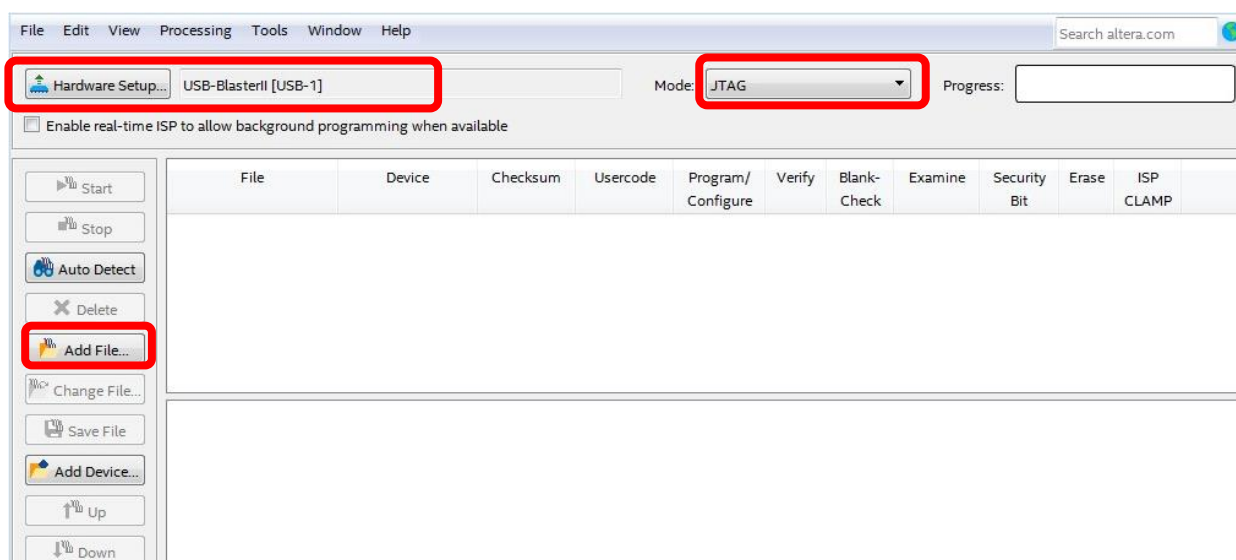 File Edit View Processing Tools Window Help
Search altera.com
Hardware Setup... USB-BlasterII [USB-1] Mode: JTAG Progress:
Enable real-time ISP to allow background programming when available
File Device Checksum Usercode Program/ Configure Verify Blank- Check Examine Security Bit Erase ISP CLAMP
Start
Stop
Auto Detect
Delete
Add File...
Change File...
Save File
Add Device...
Up
Down